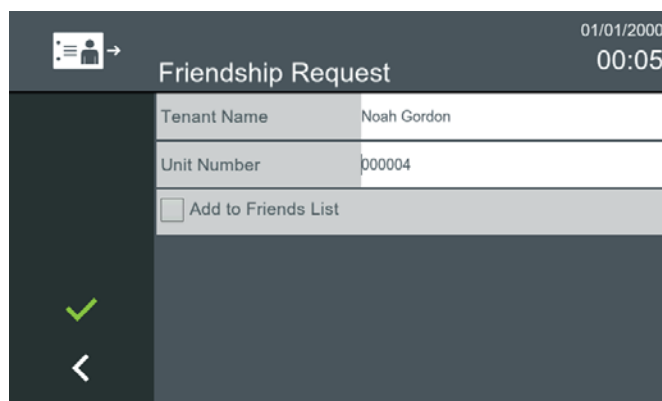 01/01/2000
00:05
Friendship Request
Tenant Name Noah Gordon
Unit Number 000004
Add to Friends List